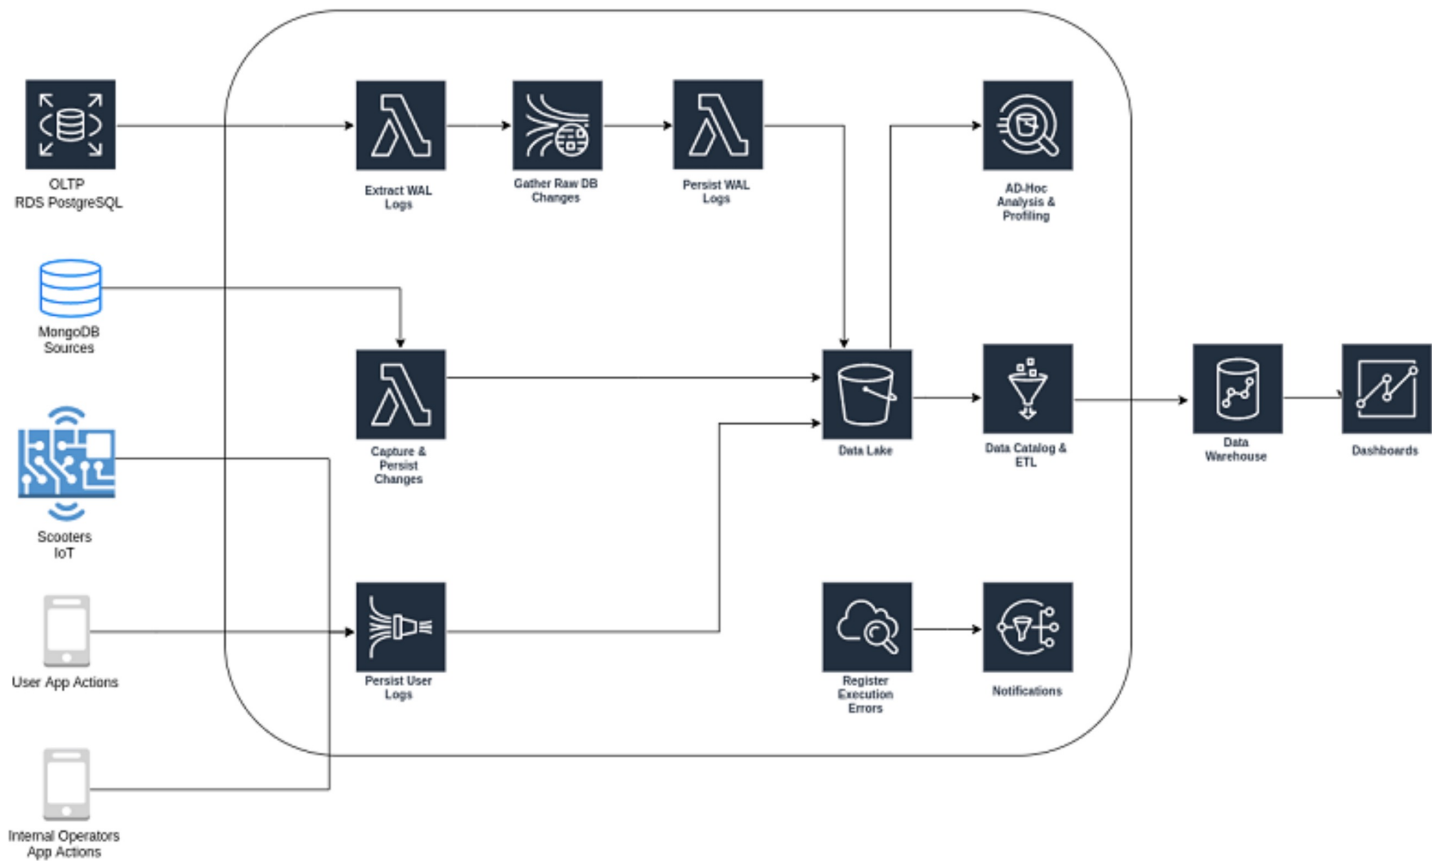 OLTP
RDS PostgreSQL
Extract WAL
Logs
Gather Raw DB
Changes
Persist WAL
Logs
AD-Hoc
Analysis &
Profiling
MongoDB
Sources
Capture &
Persist
Changes
Data Lake
Data Catalog &
ETL
Data
Warehouse
Dashboards
Scooters
IoT
User App Actions
Persist User
Logs
Register
Execution
Errors
Notifications
Internal Operators
App Actions